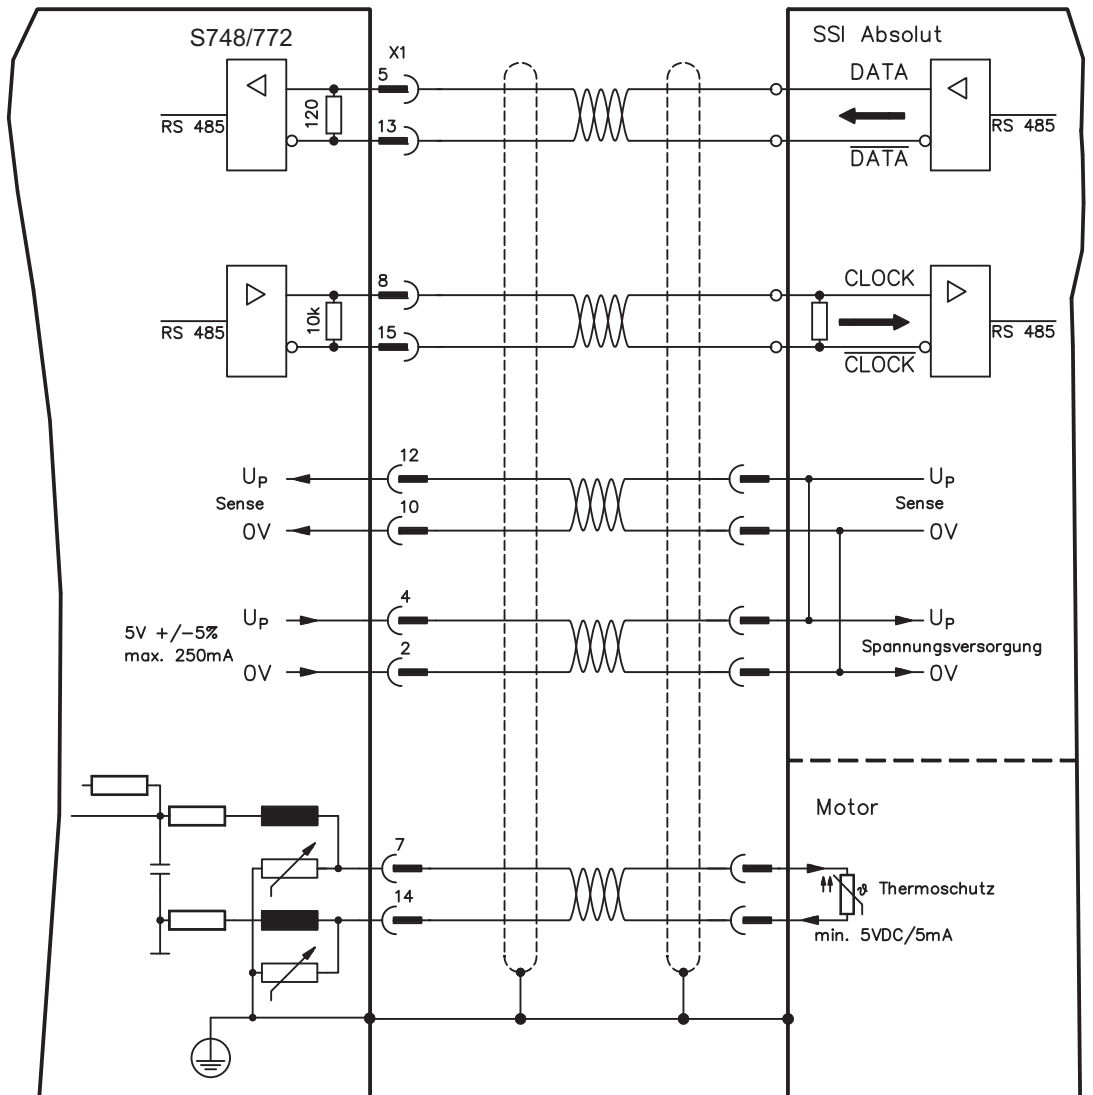 S748/772
SSI Absolut
X1
5
DATA
120
RS 485
13
RS 485
DATA
8
CLOCK
10k
RS 485
15
RS 485
CLOCK
12
UP
UP
Sense
10
Sense
0V
0V
4
UP
UP
5V +/-5%
max. 250mA
2
Spannungsversorgung
0V
0V
Motor
7
ϑ Thermoschutz
14
min. 5VDC/5mA